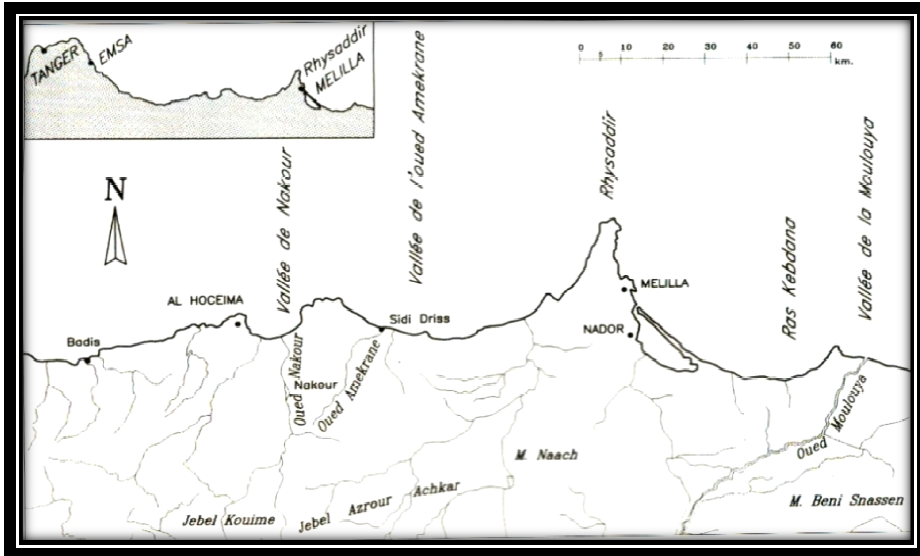 TANGER
EMSA
Rhysaddir
MELILLA
0 5 10 20 30 40 50 60
km.
N
Vallée de Nakour
Vallée de l'oued Amekrane
Rhysaddir
Ras Kebdana
Vallée de la Moulouya
AL HOCEIMA
Badis
Sidi Driss
MELILLA
NADOR
Oued Nakour
Nakour
Oued Amekrane
Oued Moulouya
M. Naach
Jebel Kouime
Jebel Azrour Achkar
M. Beni Snassen